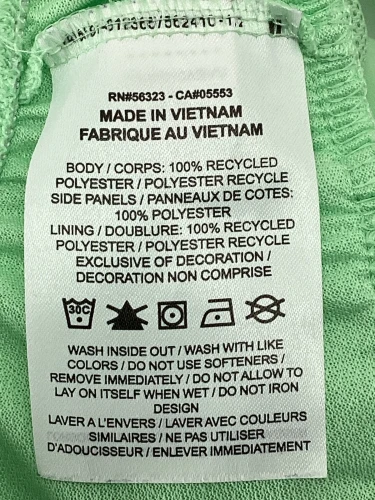 RN#56323 - CA#05553
MADE IN VIETNAM
FABRIQUE AU VIETNAM
BODY / CORPS: 100% RECYCLED
POLYESTER / POLYESTER RECYCLE
SIDE PANELS / PANNEAUX DE COTES:
100% POLYESTER
LINING / DOUBLURE: 100% RECYCLED
POLYESTER / POLYESTER RECYCLE
EXCLUSIVE OF DECORATION /
DECORATION NON COMPRISE
30C
WASH INSIDE OUT / WASH WITH LIKE
COLORS / DO NOT USE SOFTENERS /
REMOVE IMMEDIATELY / DO NOT ALLOW TO
LAY ON ITSELF WHEN WET / DO NOT IRON
DESIGN
LAVER A L'ENVERS / LAVER AVEC COULEURS
SIMILAIRES / NE PAS UTILISER
D'ADOUCISSEUR / ENLEVER IMMEDIATEMENT